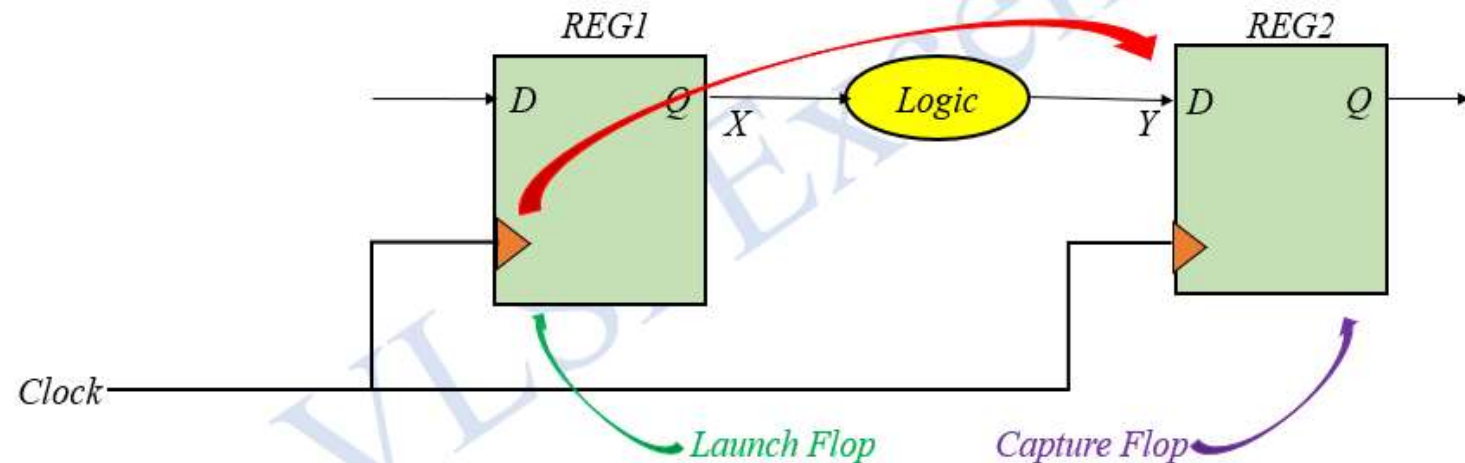 REG1
REG2
D
Q
X
Logic
Y
D
Q
Clock
Launch Flop
Capture Flop